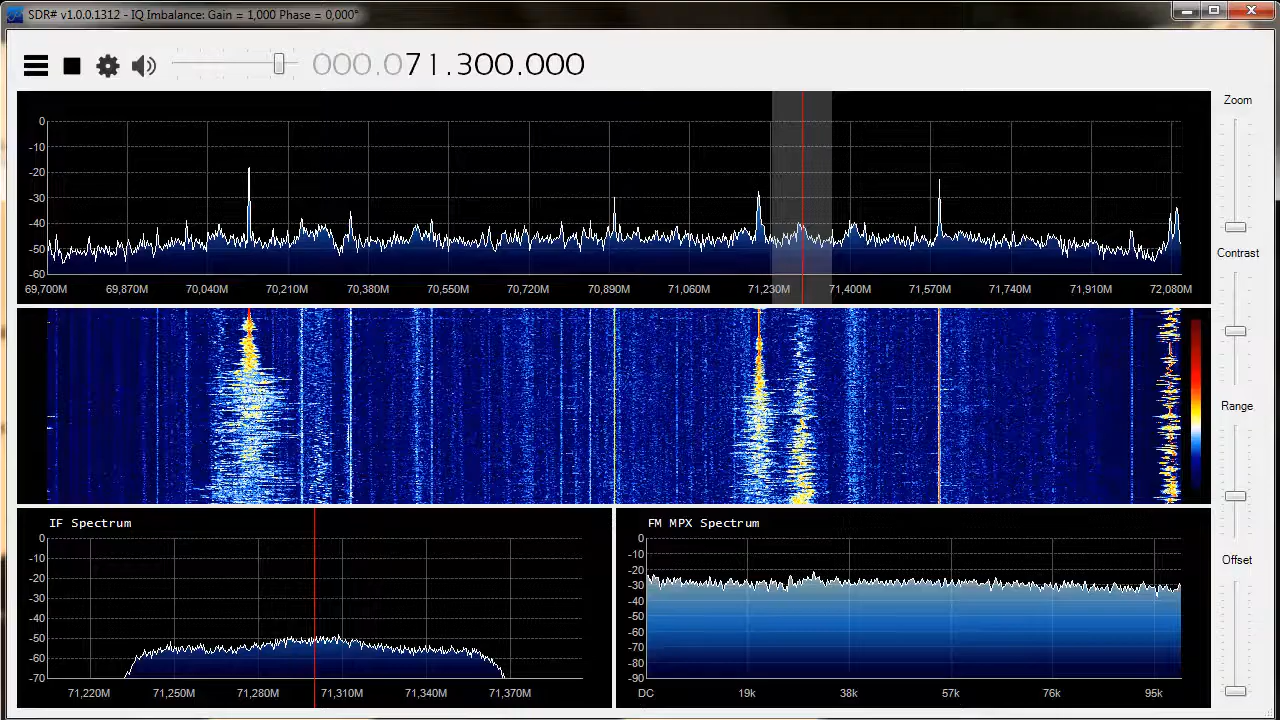 SDR# v1.0.0.1312 - IQ Imbalance: Gain = 1,000 Phase = 0,000°
000.071.300.000
Zoom
0
-10
-20
-30
-40
-50
-60
69,700M 69,870M 70,040M 70,210M 70,380M 70,550M 70,720M 70,890M 71,060M 71,230M 71,400M 71,570M 71,740M 71,910M 72,080M
Contrast
Range
IF Spectrum
0
-10
-20
-30
-40
-50
-60
-70
71,220M 71,250M 71,280M 71,310M 71,340M 71,370M
FM MPX Spectrum
0
-10
-20
-30
-40
-50
-60
-70
-80
-90
DC 19k 38k 57k 76k 95k
Offset